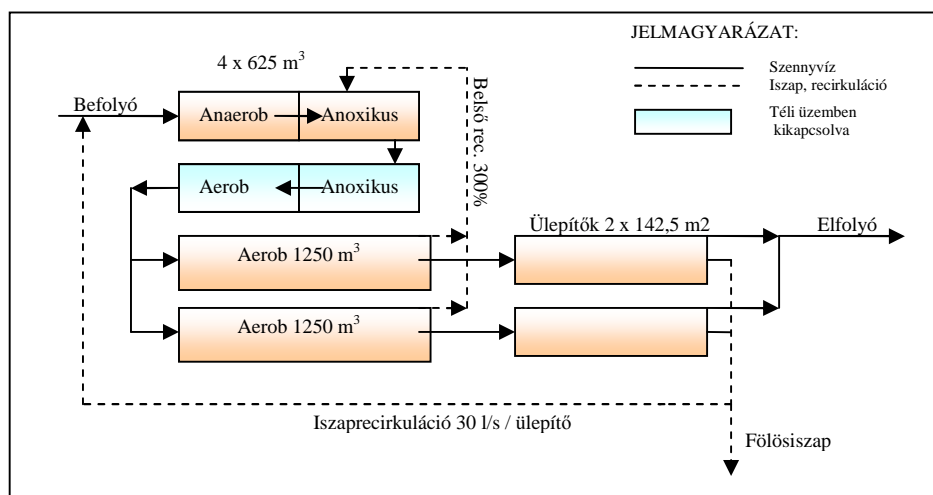 JELMAGYARÁZAT:
Szennyvíz
Iszap, recirkuláció
Téli üzemben
kikapcsolva
4 x 625 m³
Befolyó
Anaerob
Anoxikus
Belső rec. 300%
Aerob
Anoxikus
Ülepítők 2 x 142,5 m2
Elfolyó
Aerob 1250 m³
Aerob 1250 m³
Iszaprecirkuláció 30 l/s / ülepítő
Fölösiszap